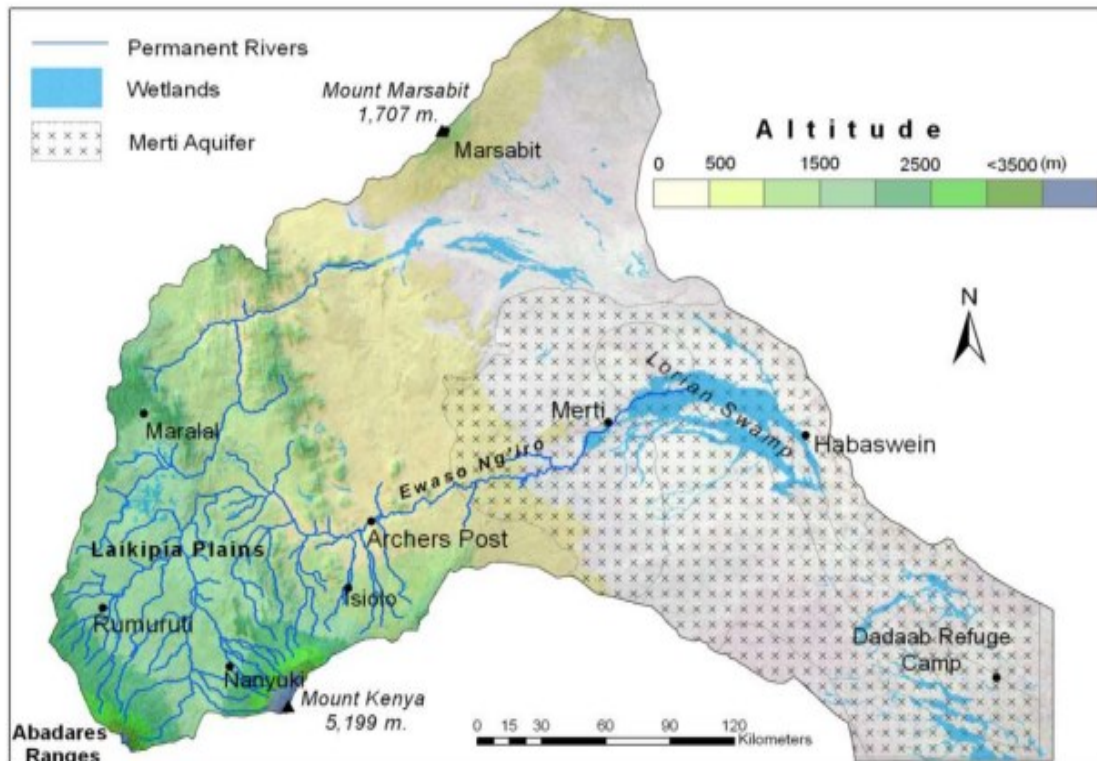 Permanent Rivers
Wetlands
Merti Aquifer
Mount Marsabit
1,707 m.
Marsabit
Altitude
0 500 1500 2500 <3500 (m)
N
Lorian Swamp
Merti
Habaswein
Maralal
Ewaso Ng'iro
Archers Post
Laikipia Plains
Isiolo
Rumuruti
Nanyuki
Dadaab Refuge
Camp
Mount Kenya
5,199 m.
Abadares
Ranges
0 15 30 60 90 120
Kilometers